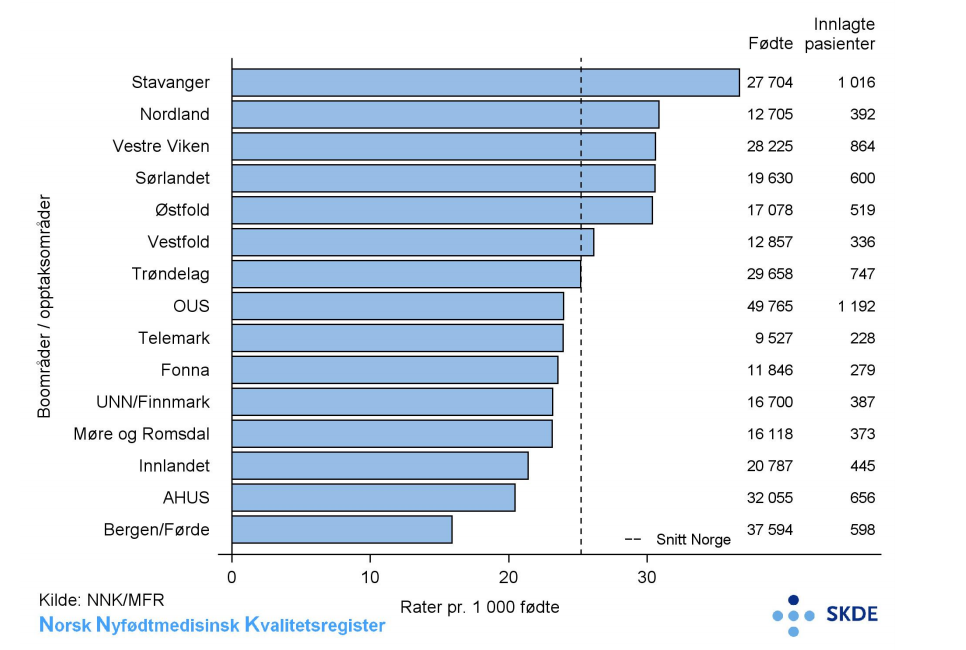 Innlagte
Fødte pasienter
Stavanger 27 704 1 016
Nordland 12 705 392
Vestre Viken 28 225 864
Sørlandet 19 630 600
Østfold 17 078 519
Vestfold 12 857 336
Trøndelag 29 658 747
OUS 49 765 1 192
Telemark 9 527 228
Fonna 11 846 279
UNN/Finnmark 16 700 387
Møre og Romsdal 16 118 373
Innlandet 20 787 445
AHUS 32 055 656
Bergen/Førde 37 594 598
Boområder / opptaksområder
Snitt Norge
0 10 20 30
Rater pr. 1 000 fødte
Kilde: NNK/MFR
Norsk Nyfødtmedisinsk Kvalitetsregister
SKDE